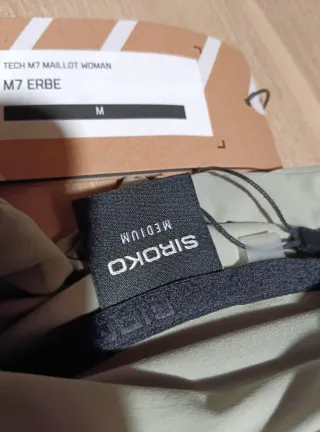 TECH M7 MAILLOT WOMAN
M7 ERBE
M
SIROKO
MEDIUM